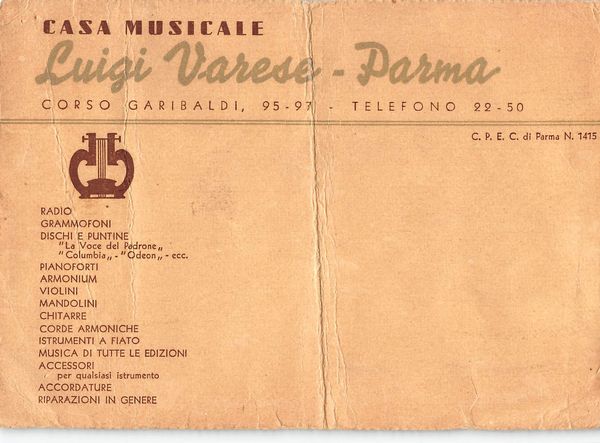 CASA MUSICALE
Luigi Varese - Parma
CORSO GARIBALDI, 95-97 - TELEFONO 22-50
C. P. E. C. di Parma N. 1415
RADIO
GRAMMOFONI
DISCHI E PUNTINE
"La Voce del Padrone„
"Columbia„ - "Odeon„ - ecc.
PIANOFORTI
ARMONIUM
VIOLINI
MANDOLINI
CHITARRE
CORDE ARMONICHE
ISTRUMENTI A FIATO
MUSICA DI TUTTE LE EDIZIONI
ACCESSORI
per qualsiasi istrumento
ACCORDATURE
RIPARAZIONI IN GENERE